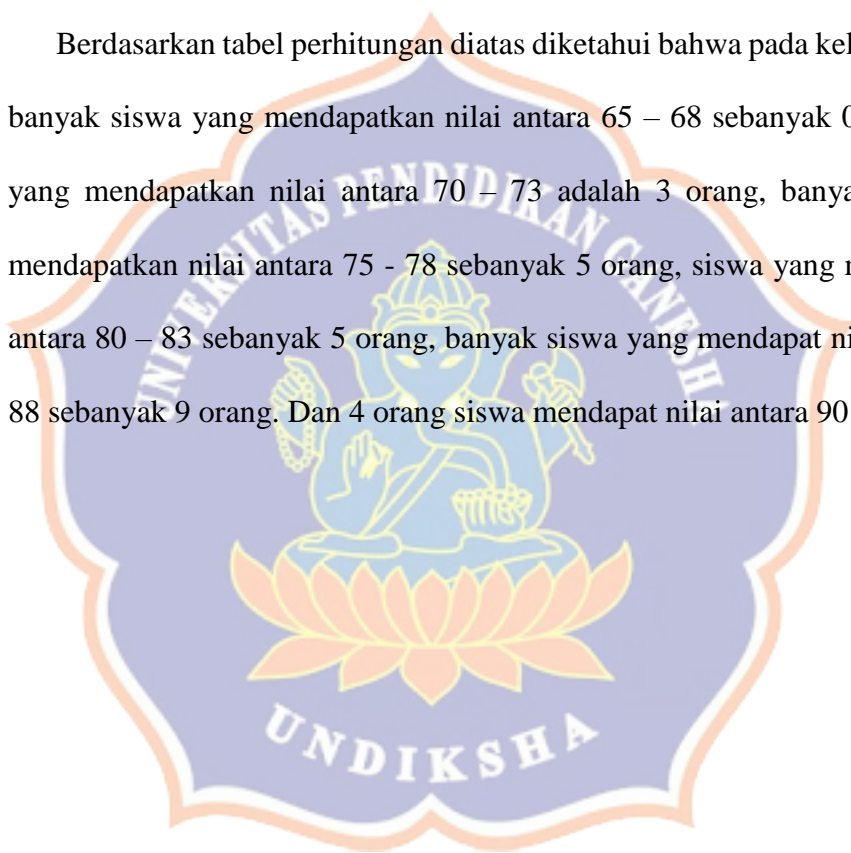 Berdasarkan tabel perhitungan diatas diketahui bahwa pada
banyak siswa yang mendapatkan nilai antara 65 – 68 sebanyak
yang mendapatkan nilai antara 70 – 73 adalah 3 orang,
mendapatkan nilai antara 75 - 78 sebanyak 5 orang, siswa yang
antara 80 – 83 sebanyak 5 orang, banyak siswa yang mendapat
88 sebanyak 9 orang. Dan 4 orang siswa mendapat nilai antara 90
UNIVERSITAS PENDIDIKAN GANESHA
UNDIKSHA